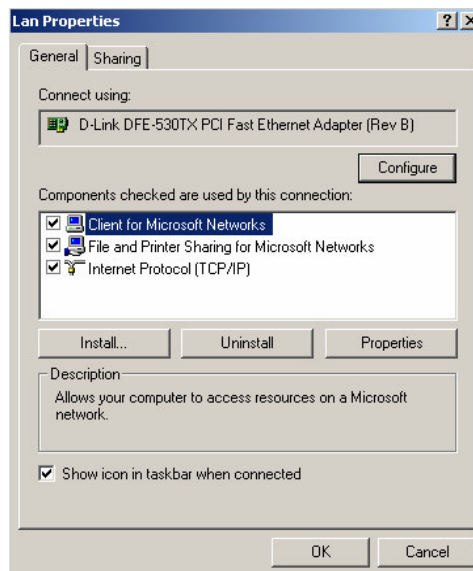 Lan Properties
General Sharing
Connect using:
D-Link DFE-530TX PCI Fast Ethernet Adapter (Rev B)
Configure
Components checked are used by this connection:
Client for Microsoft Networks
File and Printer Sharing for Microsoft Networks
Internet Protocol (TCP/IP)
Install... Uninstall Properties
Description
Allows your computer to access resources on a Microsoft
network.
Show icon in taskbar when connected
OK Cancel